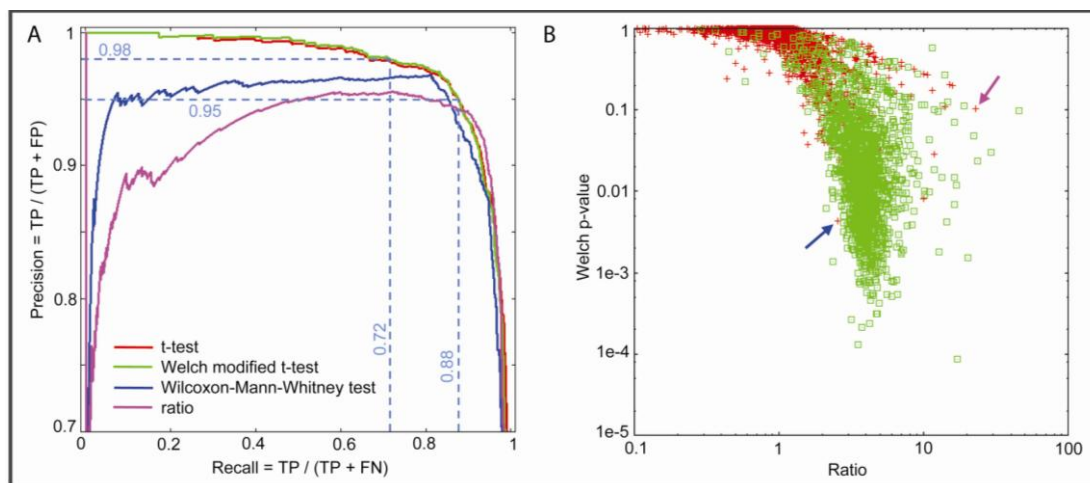 A
1
0.98
0.95
0.9
0.8
0.7
Precision = TP / (TP + FP)
0.72
0.88
t-test
Welch modified t-test
Wilcoxon-Mann-Whitney test
ratio
0
0.2
0.4
0.6
0.8
1
Recall = TP / (TP + FN)
B
1
0.1
0.01
1e-3
1e-4
1e-5
Welch p-value
0.1
1
10
100
Ratio